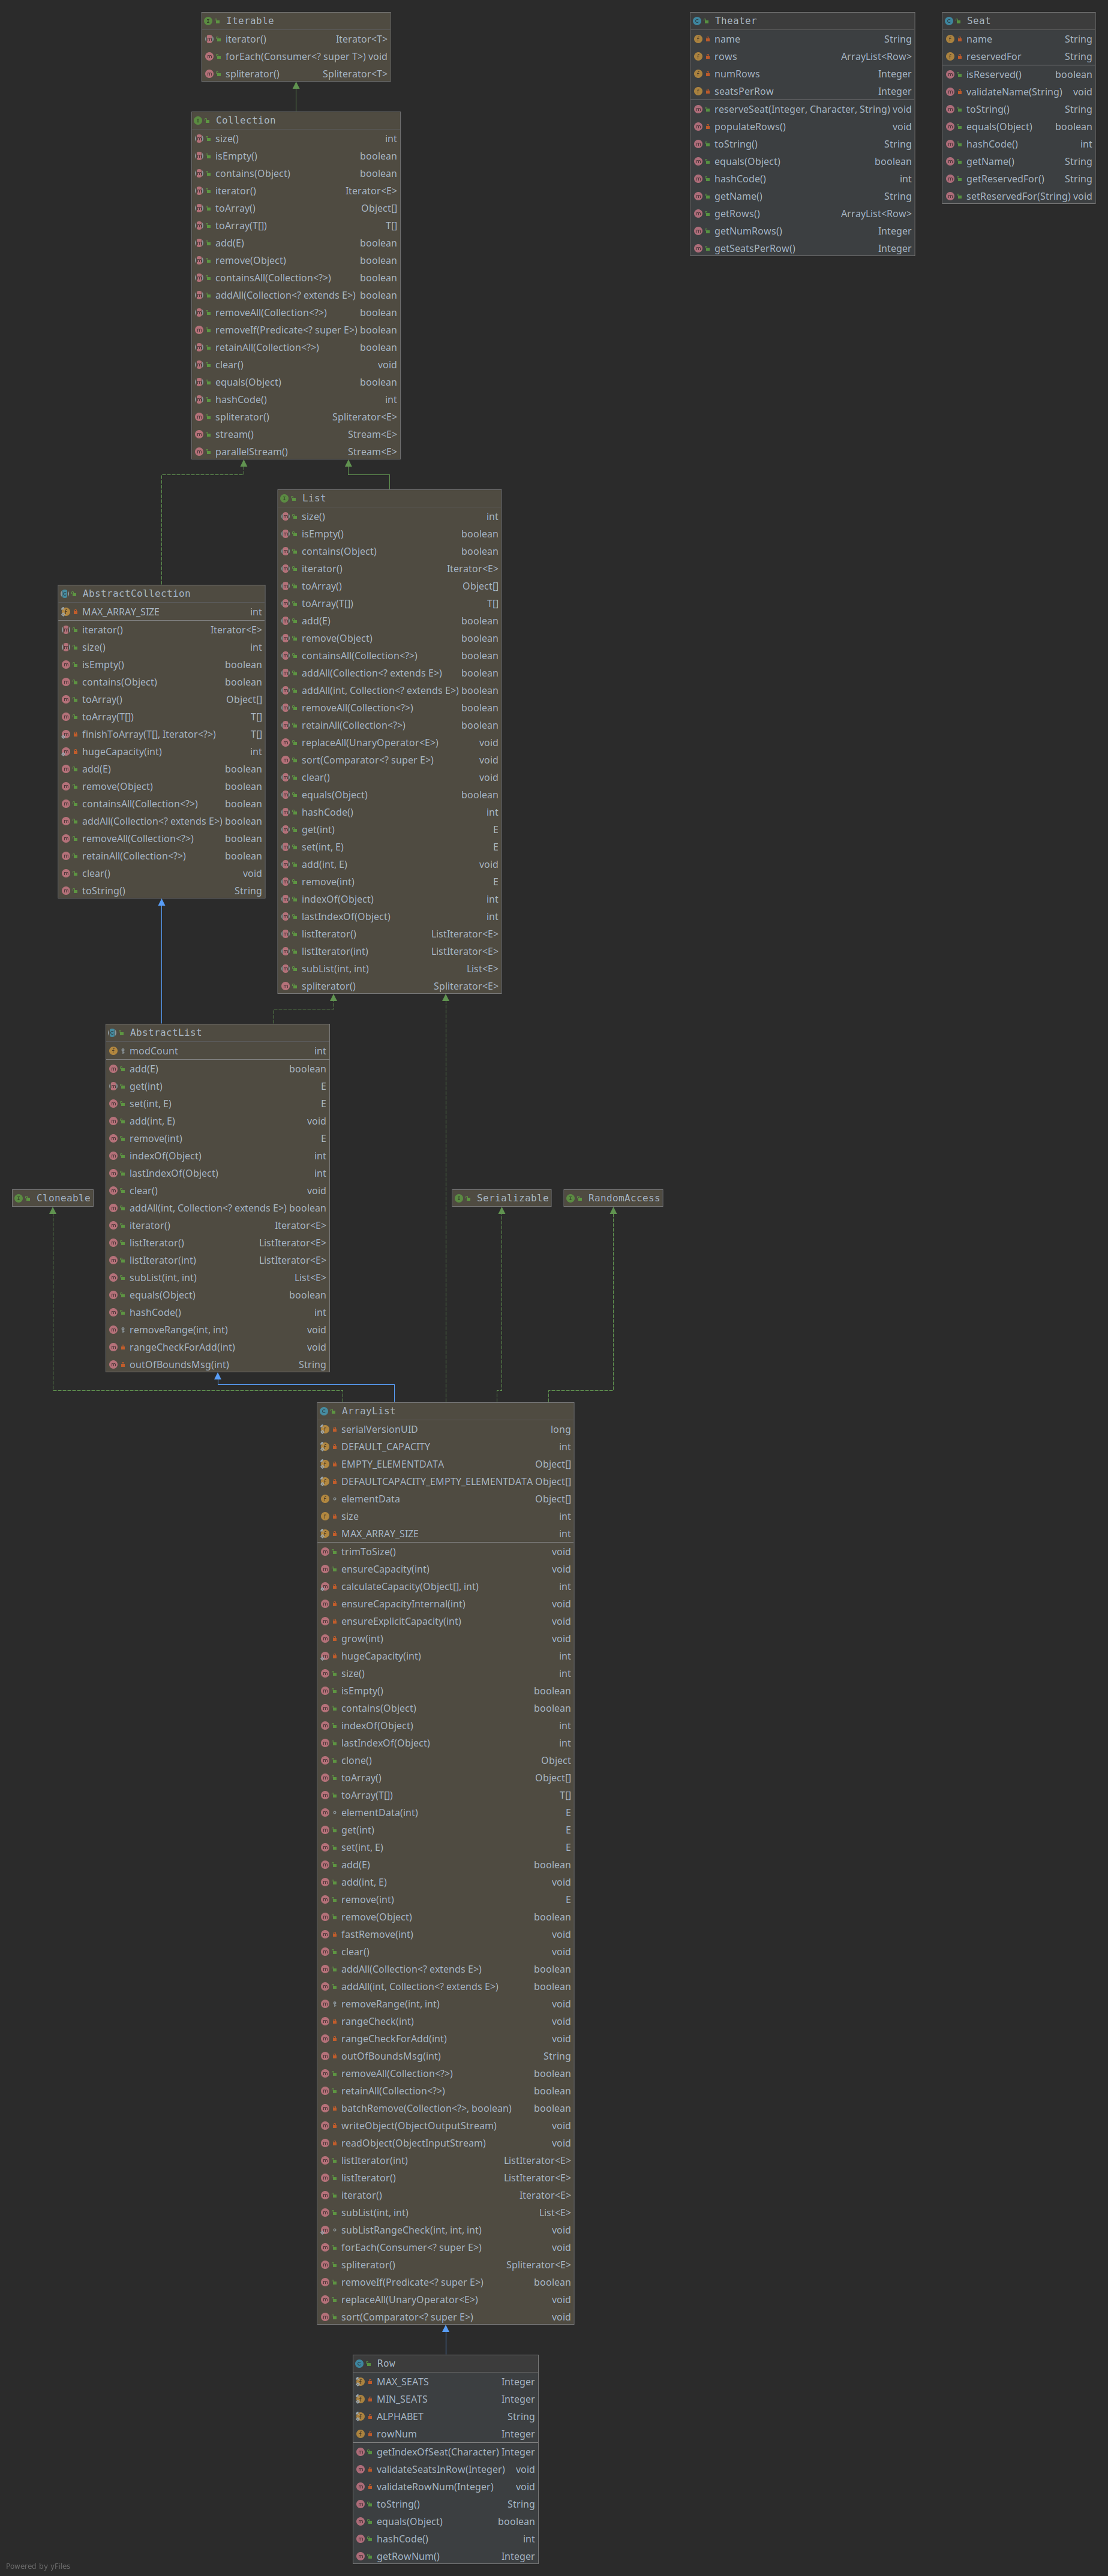 Iterable
iterator() Iterator<T>
forEach(Consumer<? super T>) void
spliterator() Spliterator<T>
Theater
name String
rows ArrayList<Row>
numRows Integer
seatsPerRow Integer
reserveSeat(Integer, Character, String) void
populateRows() void
toString() String
equals(Object) boolean
hashCode() int
getName() String
getRows() ArrayList<Row>
getNumRows() Integer
getSeatsPerRow() Integer
Seat
name String
reservedFor String
isReserved() boolean
validateName(String) void
toString() String
equals(Object) boolean
hashCode() int
getName() String
getReservedFor() String
setReservedFor(String) void
Collection
size() int
isEmpty() boolean
contains(Object) boolean
iterator() Iterator<E>
toArray() Object[]
toArray(T[]) T[]
add(E) boolean
remove(Object) boolean
containsAll(Collection<?>) boolean
addAll(Collection<? extends E>) boolean
removeAll(Collection<?>) boolean
removeIf(Predicate<? super E>) boolean
retainAll(Collection<?>) boolean
clear() void
equals(Object) boolean
hashCode() int
spliterator() Spliterator<E>
stream() Stream<E>
parallelStream() Stream<E>
List
size() int
isEmpty() boolean
contains(Object) boolean
iterator() Iterator<E>
toArray() Object[]
toArray(T[]) T[]
add(E) boolean
remove(Object) boolean
containsAll(Collection<?>) boolean
addAll(Collection<? extends E>) boolean
addAll(int, Collection<? extends E>) boolean
removeAll(Collection<?>) boolean
retainAll(Collection<?>) boolean
replaceAll(UnaryOperator<E>) void
sort(Comparator<? super E>) void
clear() void
equals(Object) boolean
hashCode() int
get(int) E
set(int, E) E
add(int, E) void
remove(int) E
indexOf(Object) int
lastIndexOf(Object) int
listIterator() ListIterator<E>
listIterator(int) ListIterator<E>
subList(int, int) List<E>
spliterator() Spliterator<E>
AbstractCollection
MAX_ARRAY_SIZE int
iterator() Iterator<E>
size() int
isEmpty() boolean
contains(Object) boolean
toArray() Object[]
toArray(T[]) T[]
finishToArray(T[], Iterator<?>) T[]
hugeCapacity(int) int
add(E) boolean
remove(Object) boolean
containsAll(Collection<?>) boolean
addAll(Collection<? extends E>) boolean
removeAll(Collection<?>) boolean
retainAll(Collection<?>) boolean
clear() void
toString() String
AbstractList
modCount int
add(E) boolean
get(int) E
set(int, E) E
add(int, E) void
remove(int) E
indexOf(Object) int
lastIndexOf(Object) int
clear() void
addAll(int, Collection<? extends E>) boolean
iterator() Iterator<E>
listIterator() ListIterator<E>
listIterator(int) ListIterator<E>
subList(int, int) List<E>
equals(Object) boolean
hashCode() int
removeRange(int, int) void
rangeCheckForAdd(int) void
outOfBoundsMsg(int) String
Cloneable
Serializable
RandomAccess
ArrayList
serialVersionUID long
DEFAULT_CAPACITY int
EMPTY_ELEMENTDATA Object[]
DEFAULTCAPACITY_EMPTY_ELEMENTDATA Object[]
elementData Object[]
size int
MAX_ARRAY_SIZE int
trimToSize() void
ensureCapacity(int) void
calculateCapacity(Object[], int) int
ensureCapacityInternal(int) void
ensureExplicitCapacity(int) void
grow(int) void
hugeCapacity(int) int
size() int
isEmpty() boolean
contains(Object) boolean
indexOf(Object) int
lastIndexOf(Object) int
clone() Object
toArray() Object[]
toArray(T[]) T[]
elementData(int) E
get(int) E
set(int, E) E
add(E) boolean
add(int, E) void
remove(int) E
remove(Object) boolean
fastRemove(int) void
clear() void
addAll(Collection<? extends E>) boolean
addAll(int, Collection<? extends E>) boolean
removeRange(int, int) void
rangeCheck(int) void
rangeCheckForAdd(int) void
outOfBoundsMsg(int) String
removeAll(Collection<?>) boolean
retainAll(Collection<?>) boolean
batchRemove(Collection<?>, boolean) boolean
writeObject(ObjectOutputStream) void
readObject(ObjectInputStream) void
listIterator(int) ListIterator<E>
listIterator() ListIterator<E>
iterator() Iterator<E>
subList(int, int) List<E>
subListRangeCheck(int, int, int) void
forEach(Consumer<? super E>) void
spliterator() Spliterator<E>
removeIf(Predicate<? super E>) boolean
replaceAll(UnaryOperator<E>) void
sort(Comparator<? super E>) void
Row
MAX_SEATS Integer
MIN_SEATS Integer
ALPHABET String
rowNum Integer
getIndexOfSeat(Character) Integer
validateSeatsInRow(Integer) void
validateRowNum(Integer) void
toString() String
equals(Object) boolean
hashCode() int
getRowNum() Integer
Powered by yFiles